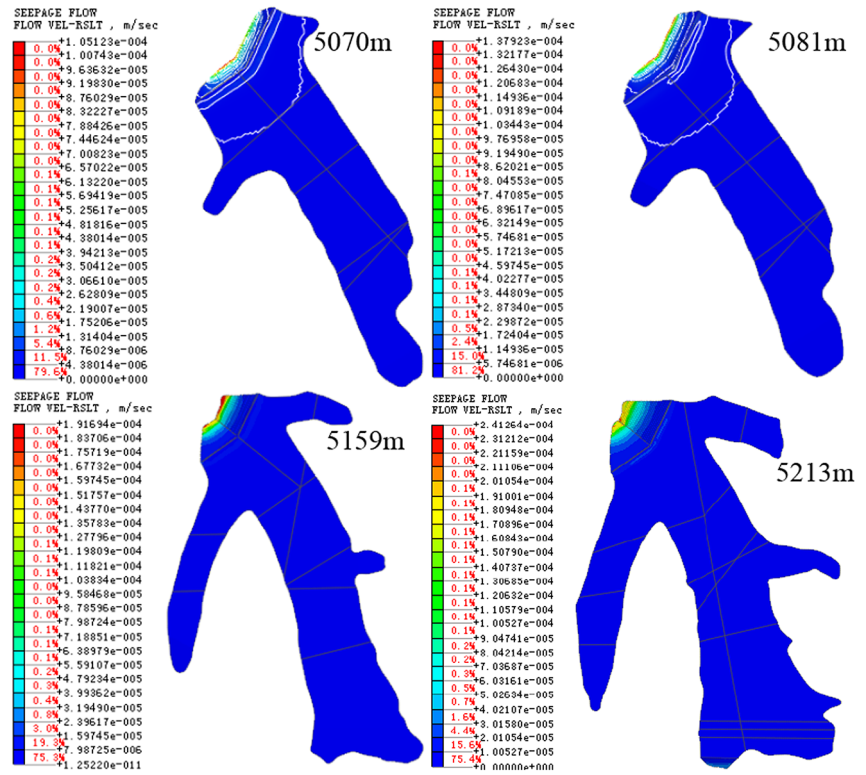 SEEPAGE FLOW
FLOW VEL-RSLT , m/sec
+1.05123e-004
0.0%
+1.00743e-004
0.0%
+9.63632e-005
0.0%
+9.19830e-005
0.0%
+8.76029e-005
0.0%
+8.32227e-005
0.0%
+7.88426e-005
0.0%
+7.44624e-005
0.0%
+7.00823e-005
0.0%
+6.57022e-005
0.1%
+6.13220e-005
0.1%
+5.69419e-005
0.1%
+5.25617e-005
0.1%
+4.81816e-005
0.1%
+4.38014e-005
0.1%
+3.94213e-005
0.2%
+3.50412e-005
0.2%
+3.06610e-005
0.2%
+2.62809e-005
0.4%
+2.19007e-005
0.6%
+1.75206e-005
1.2%
+1.31404e-005
5.4%
+8.76029e-006
11.5%
+4.38014e-006
79.6%
+0.00000e+000
5070m
SEEPAGE FLOW
FLOW VEL-RSLT , m/sec
+1.37923e-004
0.0%
+1.32177e-004
0.0%
+1.26430e-004
0.0%
+1.20683e-004
0.0%
+1.14936e-004
0.0%
+1.09189e-004
0.0%
+1.03443e-004
0.0%
+9.76958e-005
0.0%
+9.19490e-005
0.0%
+8.62021e-005
0.0%
+8.04553e-005
0.0%
+7.47085e-005
0.0%
+6.89617e-005
0.0%
+6.32149e-005
0.0%
+5.74681e-005
0.0%
+5.17213e-005
0.0%
+4.59745e-005
0.1%
+4.02277e-005
0.1%
+3.44809e-005
0.1%
+2.87340e-005
0.1%
+2.29872e-005
0.5%
+1.72404e-005
2.4%
+1.14936e-005
15.0%
+5.74681e-006
81.2%
+0.00000e+000
5081m
SEEPAGE FLOW
FLOW VEL-RSLT , m/sec
+1.91694e-004
0.0%
+1.83706e-004
0.0%
+1.75719e-004
0.0%
+1.67732e-004
0.0%
+1.59745e-004
0.0%
+1.51757e-004
0.0%
+1.43770e-004
0.0%
+1.35783e-004
0.0%
+1.27796e-004
0.1%
+1.19809e-004
0.1%
+1.11821e-004
0.1%
+1.03834e-004
0.0%
+9.58468e-005
0.0%
+8.78596e-005
0.0%
+7.98724e-005
0.1%
+7.18851e-005
0.1%
+6.38979e-005
0.2%
+5.59107e-005
0.2%
+4.79234e-005
0.3%
+3.99362e-005
0.4%
+3.19490e-005
0.8%
+2.39617e-005
3.0%
+1.59745e-005
19.3%
+7.98725e-006
75.3%
+1.25220e-011
5159m
SEEPAGE FLOW
FLOW VEL-RSLT , m/sec
+2.41264e-004
0.0%
+2.31212e-004
0.0%
+2.21159e-004
0.0%
+2.11106e-004
0.0%
+2.01054e-004
0.1%
+1.91001e-004
0.1%
+1.80948e-004
0.1%
+1.70896e-004
0.1%
+1.60843e-004
0.1%
+1.50790e-004
0.1%
+1.40737e-004
0.1%
+1.30685e-004
0.1%
+1.20632e-004
0.1%
+1.10579e-004
0.1%
+1.00527e-004
0.1%
+9.04741e-005
0.2%
+8.04214e-005
0.2%
+7.03687e-005
0.3%
+6.03161e-005
0.5%
+5.02634e-005
0.7%
+4.02107e-005
1.6%
+3.01580e-005
4.4%
+2.01054e-005
15.6%
+1.00527e-005
75.4%
+0.00000e+000
5213m